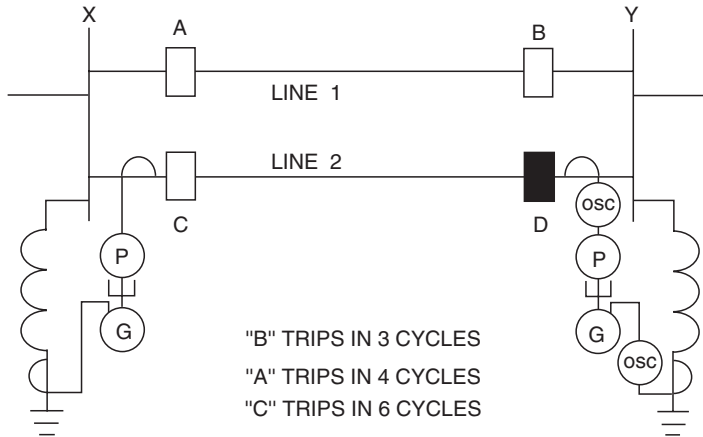 X
Y
A
B
LINE 1
LINE 2
C
D
OSC
P
P
G
G
OSC
"B" TRIPS IN 3 CYCLES
"A" TRIPS IN 4 CYCLES
"C" TRIPS IN 6 CYCLES